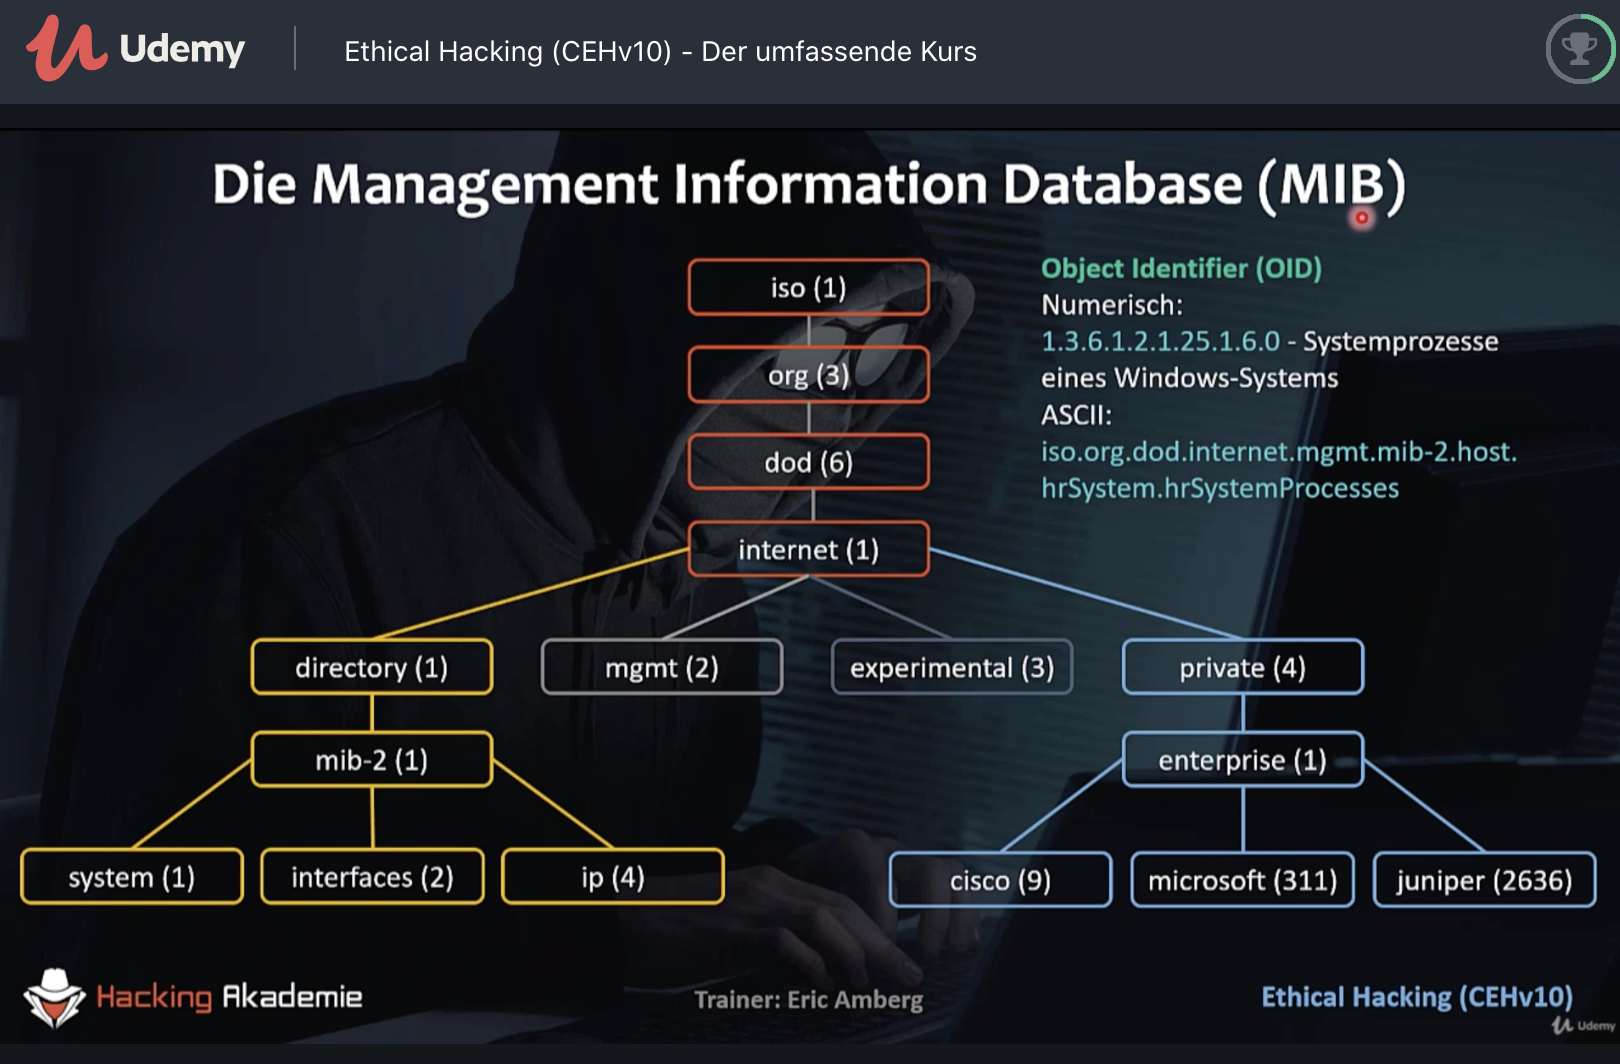 Udemy
Ethical Hacking (CEHv10) - Der umfassende Kurs
Die Management Information Database (MIB)
iso (1)
org (3)
dod (6)
internet (1)
Object Identifier (OID)
Numerisch:
1.3.6.1.2.1.25.1.6.0 - Systemprozesse
eines Windows-Systems
ASCII:
iso.org.dod.internet.mgmt.mib-2.host.
hrSystem.hrSystemProcesses
directory (1)
mgmt (2)
experimental (3)
private (4)
mib-2 (1)
enterprise (1)
system (1)
interfaces (2)
ip (4)
cisco (9)
microsoft (311)
juniper (2636)
Hacking Akademie
Trainer: Eric Amberg
Ethical Hacking (CEHv10)
Udemy